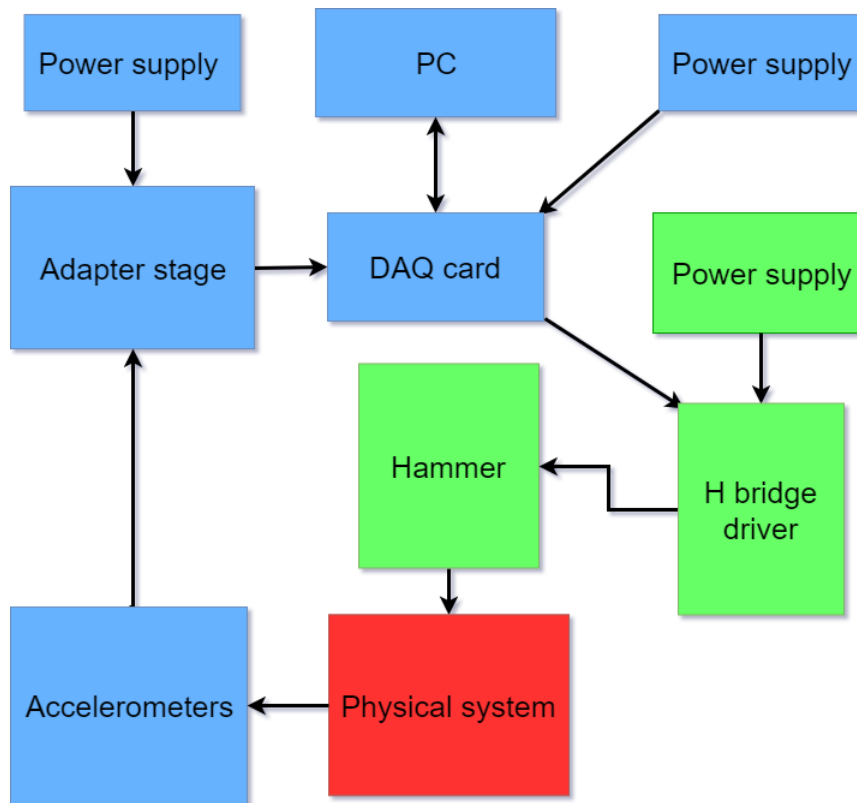 Power supply
PC
Power supply
Adapter stage
DAQ card
Power supply
Hammer
H bridge
driver
Accelerometers
Physical system